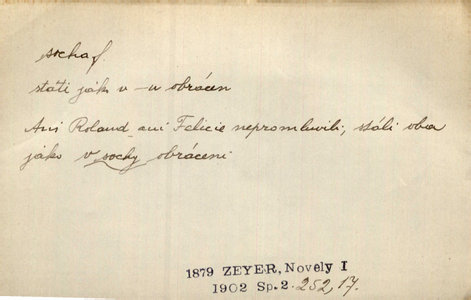 socha f.
státi jako v –u obrácen
Ani Roland ani Felicie nepromluvili, stáli oba
jako v sochy obráceni
1879 ZEYER, Novely I
1902 Sp. 2. 252, 17.